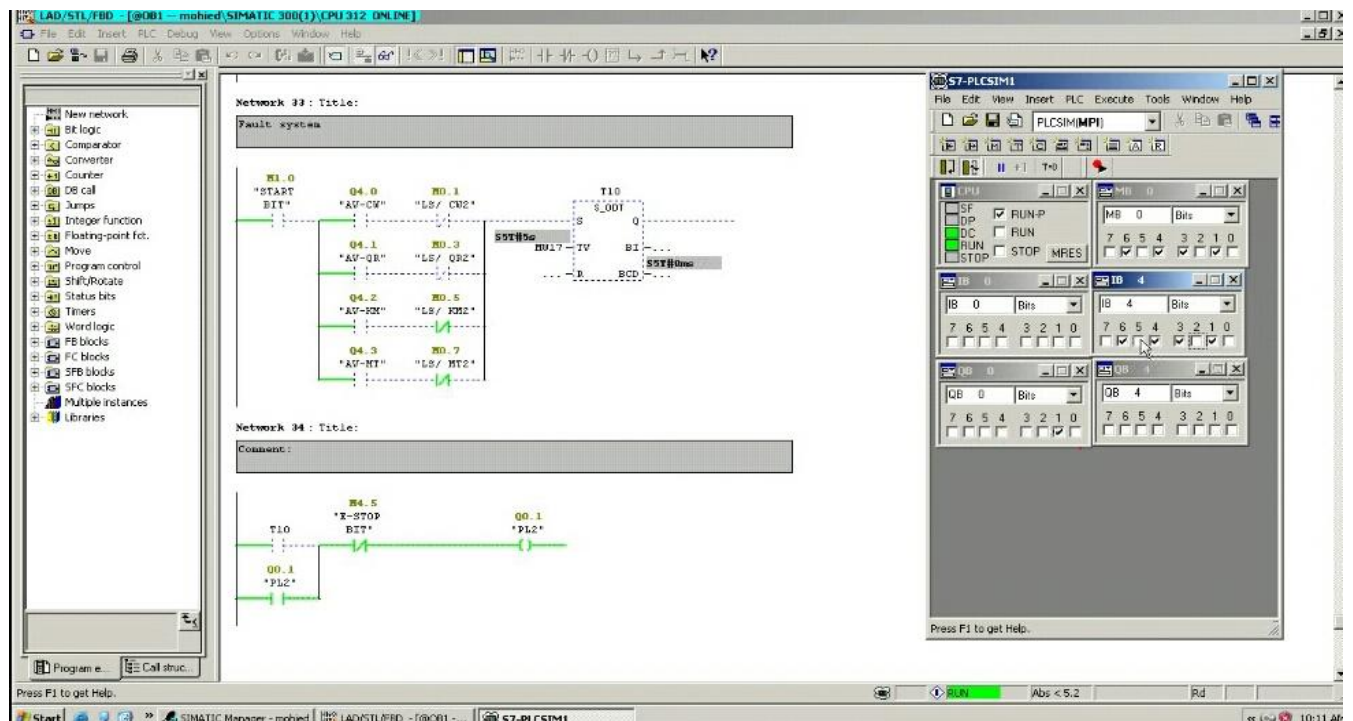 LAD/STL/FBD - [@OB1 -- mohied\SIMATIC 300(1)\CPU 312 ONLINE]
File Edit Insert PLC Debug View Options Window Help
New network
Bit logic
Comparator
Converter
Counter
DB call
Jumps
Integer function
Floating-point fct.
Move
Program control
Shift/Rotate
Status bits
Timers
Word logic
FB blocks
FC blocks
SFB blocks
SFC blocks
Multiple instances
Libraries
Program e...
Call struc...
Network 33 : Title:
Fault system
M1.0
"START
BIT"
Q4.0
"AV-CW"
M0.1
"LS/ CW2"
T10
S_ODT
S Q
S5T#5s
MW17 TV BI ...
S5T#0ms
... R BCD ...
Q4.1
"AV-QR"
M0.3
"LS/ QR2"
Q4.2
"AV-KM"
M0.5
"LS/ KM2"
Q4.3
"AV-MT"
M0.7
"LS/ MT2"
Network 34 : Title:
Comment:
T10
M4.5
"E-STOP
BIT"
Q0.1
"PL2"
Q0.1
"PL2"
S7-PLCSIM1
File Edit View Insert PLC Execute Tools Window Help
PLCSIM(MPI)
T=0
CPU
SF
DP
DC
RUN
STOP
RUN-P
RUN
STOP MRES
MB 0
MB 0 Bits
7 6 5 4 3 2 1 0
IB 0
IB 0 Bits
7 6 5 4 3 2 1 0
IB 4
IB 4 Bits
7 6 5 4 3 2 1 0
QB 0
QB 0 Bits
7 6 5 4 3 2 1 0
QB 4
QB 4 Bits
7 6 5 4 3 2 1 0
Press F1 to get Help.
Press F1 to get Help.
RUN
Abs < 5.2
Rd
Start
SIMATIC Manager - mohied
LAD/STL/FBD - [@OB1 -...
S7-PLCSIM1
10:11